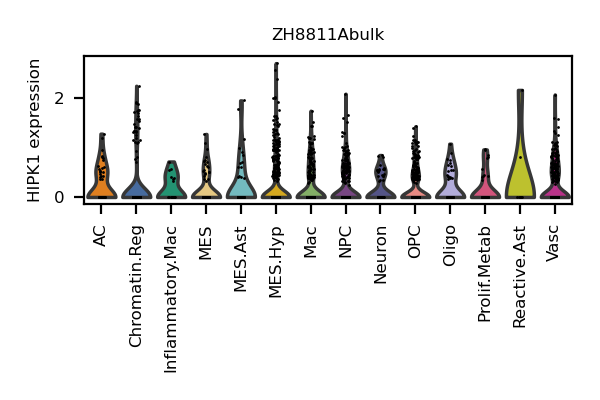 ZH8811Abulk
HIPK1 expression
2
0
AC
Chromatin.Reg
Inflammatory.Mac
MES
MES.Ast
MES.Hyp
Mac
NPC
Neuron
OPC
Oligo
Prolif.Metab
Reactive.Ast
Vasc